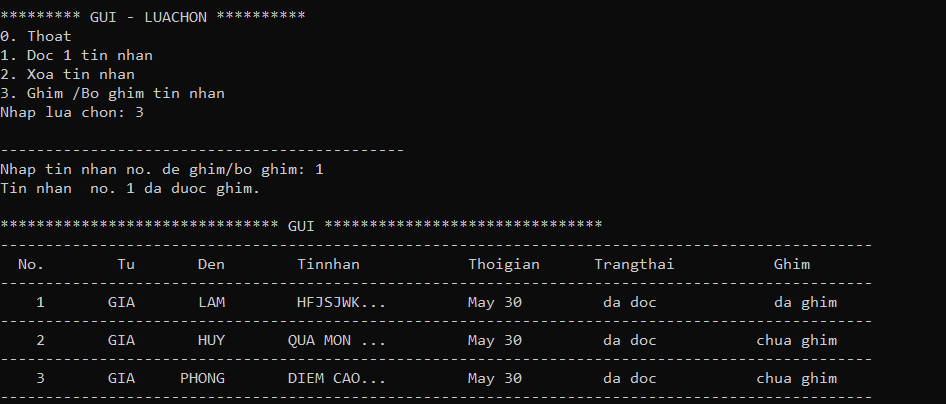 ********* GUI - LUACHON **********
0. Thoat
1. Doc 1 tin nhan
2. Xoa tin nhan
3. Ghim /Bo ghim tin nhan
Nhap lua chon: 3
---------------------------------------------
Nhap tin nhan no. de ghim/bo ghim: 1
Tin nhan  no. 1 da duoc ghim.
******************************* GUI *******************************
-------------------------------------------------------------------------------------------------
No. Tu Den Tinnhan Thoigian Trangthai Ghim
-------------------------------------------------------------------------------------------------
1 GIA LAM HFJSJWK... May 30 da doc da ghim
-------------------------------------------------------------------------------------------------
2 GIA HUY QUA MON ... May 30 da doc chua ghim
-------------------------------------------------------------------------------------------------
3 GIA PHONG DIEM CAO... May 30 da doc chua ghim
-------------------------------------------------------------------------------------------------